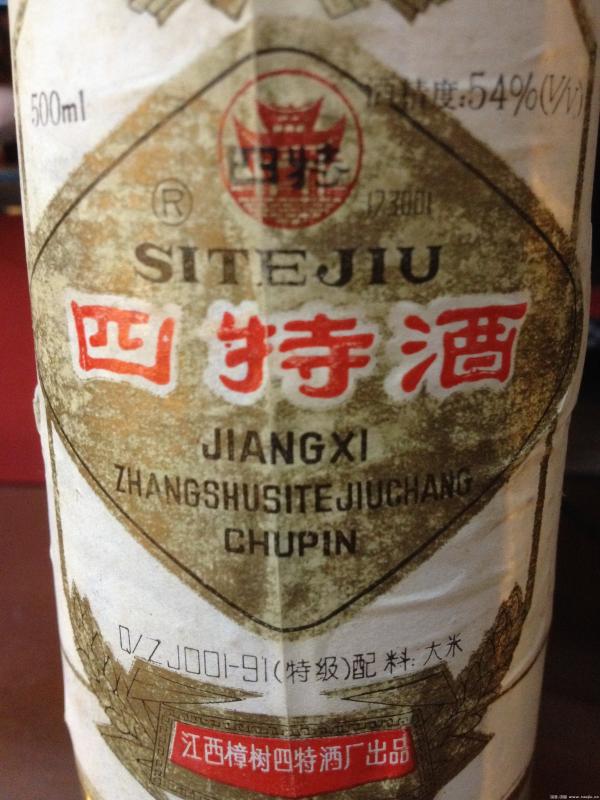 500ml
酒精度:54%(V/V)
四特
®
173001
SITEJIU
四特酒
JIANGXI
ZHANGSHUSITEJIUCHANG
CHUPIN
Q/ZJ001-91(特级)配料:大米
江西樟树四特酒厂出品